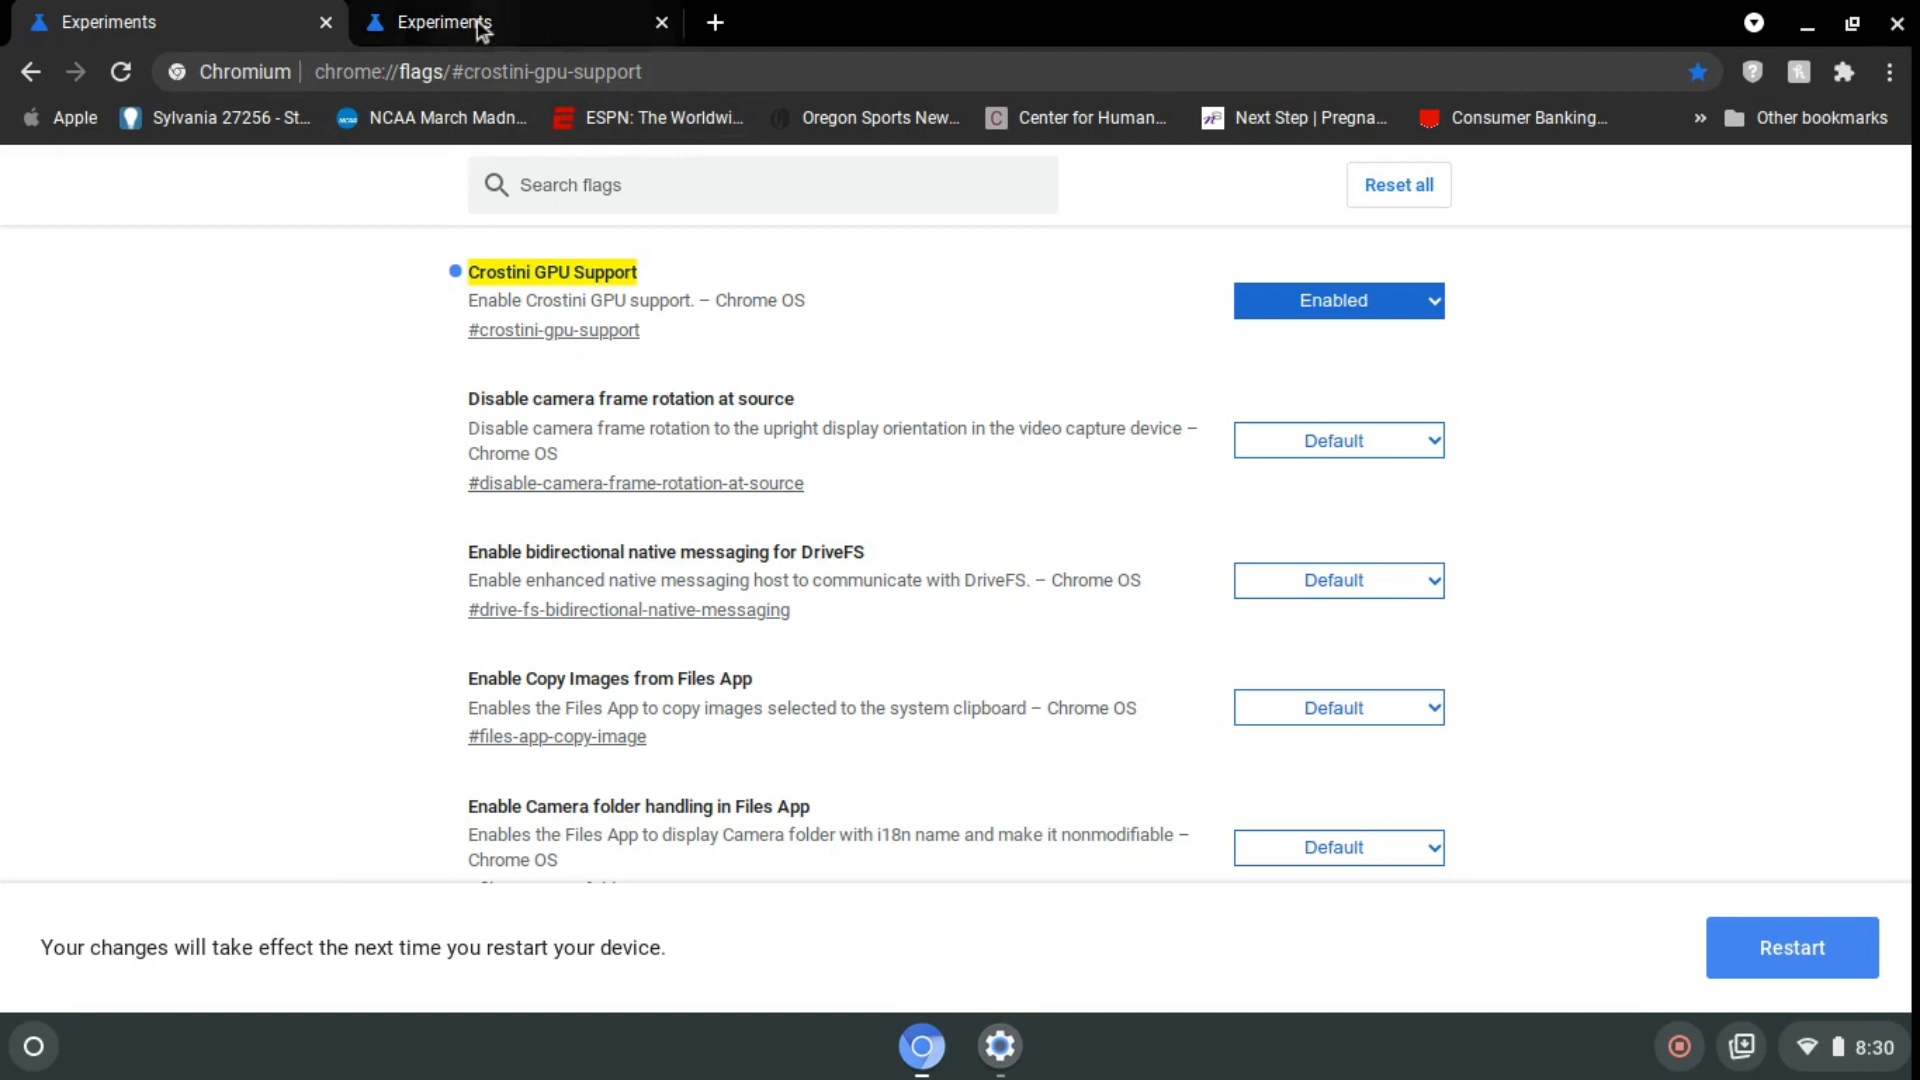 Experiments
Experiments
Chromium
chrome://flags/#crostini-gpu-support
Apple
Sylvania 27256 - St...
NCAA March Madn...
ESPN: The Worldwi...
Oregon Sports New...
Center for Human...
Next Step | Pregna...
Consumer Banking...
»
Other bookmarks
Search flags
Reset all
Crostini GPU Support
Enable Crostini GPU support. – Chrome OS
#crostini-gpu-support
Enabled
Disable camera frame rotation at source
Disable camera frame rotation to the upright display orientation in the video capture device –
Chrome OS
#disable-camera-frame-rotation-at-source
Default
Enable bidirectional native messaging for DriveFS
Enable enhanced native messaging host to communicate with DriveFS. – Chrome OS
#drive-fs-bidirectional-native-messaging
Default
Enable Copy Images from Files App
Enables the Files App to copy images selected to the system clipboard – Chrome OS
#files-app-copy-image
Default
Enable Camera folder handling in Files App
Enables the Files App to display Camera folder with i18n name and make it nonmodifiable –
Chrome OS
Default
Your changes will take effect the next time you restart your device.
Restart
8:30